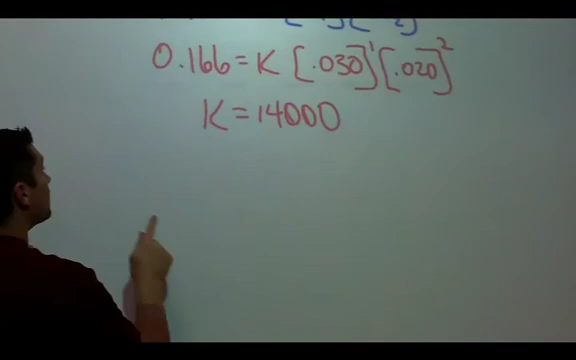 0.166 = K [.030]¹[.020]²
K = 14000